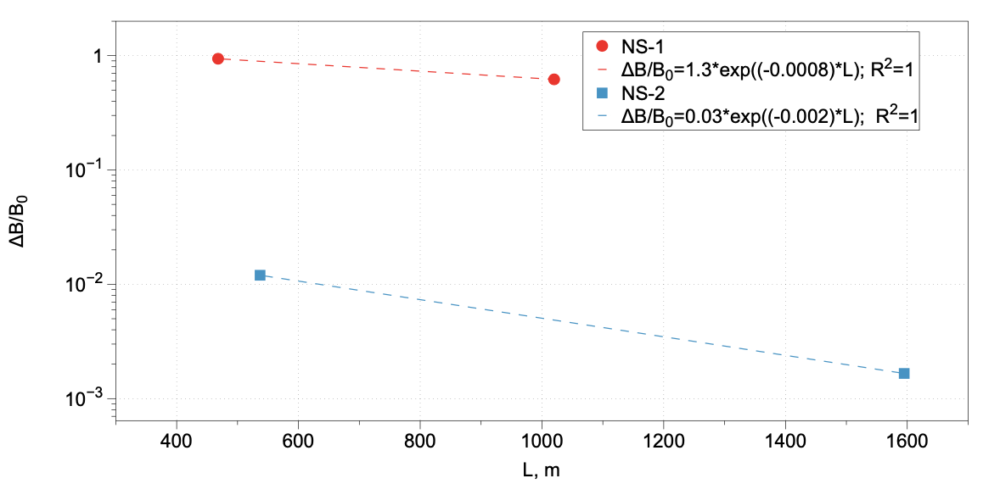 NS-1
ΔB/B₀=1.3*exp((-0.0008)*L); R²=1
NS-2
ΔB/B₀=0.03*exp((-0.002)*L); R²=1
1
10⁻¹
10⁻²
10⁻³
ΔB/B₀
400 600 800 1000 1200 1400 1600
L, m